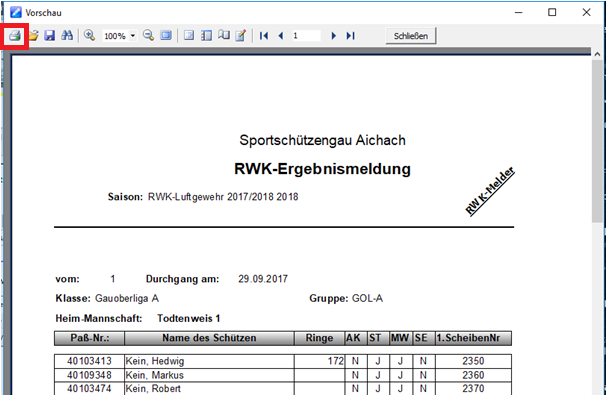 Vorschau
100% 1 Schließen
Sportschützengau Aichach
RWK-Ergebnismeldung
RWK-Melder
Saison: RWK-Luftgewehr 2017/2018 2018
vom: 1 Durchgang am: 29.09.2017
Klasse: Gauoberliga A Gruppe: GOL-A
Heim-Mannschaft: Todtenweis 1
Paß-Nr.: Name des Schützen Ringe AK ST MW SE 1.ScheibenNr
40103413 Kein, Hedwig 172 N J J N 2350
40109348 Kein, Markus N J J N 2360
40103474 Kein, Robert N J J N 2370